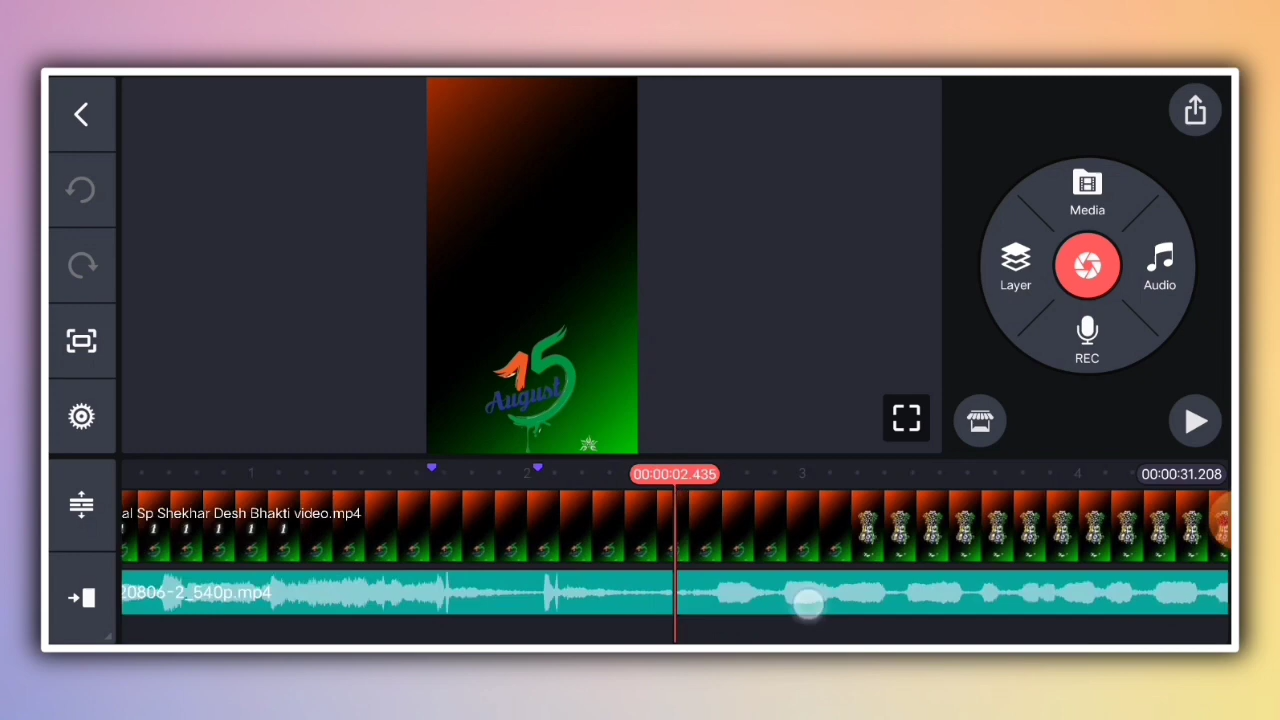 Media
Layer
Audio
REC
15
August
1
2
00:00:02.435
3
4
00:00:31.208
al Sp Shekhar Desh Bhakti video.mp4
20806-2_540p.mp4